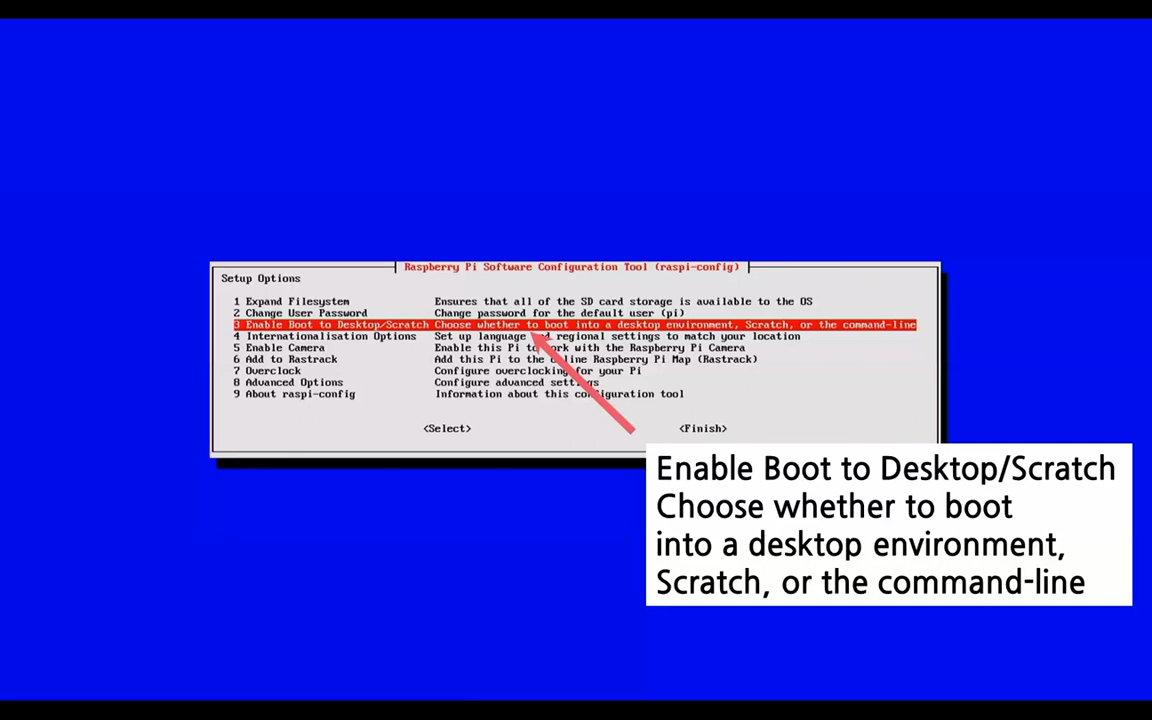 Raspberry Pi Software Configuration Tool (raspi-config)
Setup Options
1 Expand Filesystem Ensures that all of the SD card storage is available to the OS
2 Change User Password Change password for the default user (pi)
3 Enable Boot to Desktop/Scratch Choose whether to boot into a desktop environment, Scratch, or the command-line
4 Internationalisation Options Set up language and regional settings to match your location
5 Enable Camera Enable this Pi to work with the Raspberry Pi Camera
6 Add to Rastrack Add this Pi to the online Raspberry Pi Map (Rastrack)
7 Overclock Configure overclocking for your Pi
8 Advanced Options Configure advanced settings
9 About raspi-config Information about this configuration tool
<Select> <Finish>
Enable Boot to Desktop/Scratch
Choose whether to boot
into a desktop environment,
Scratch, or the command-line